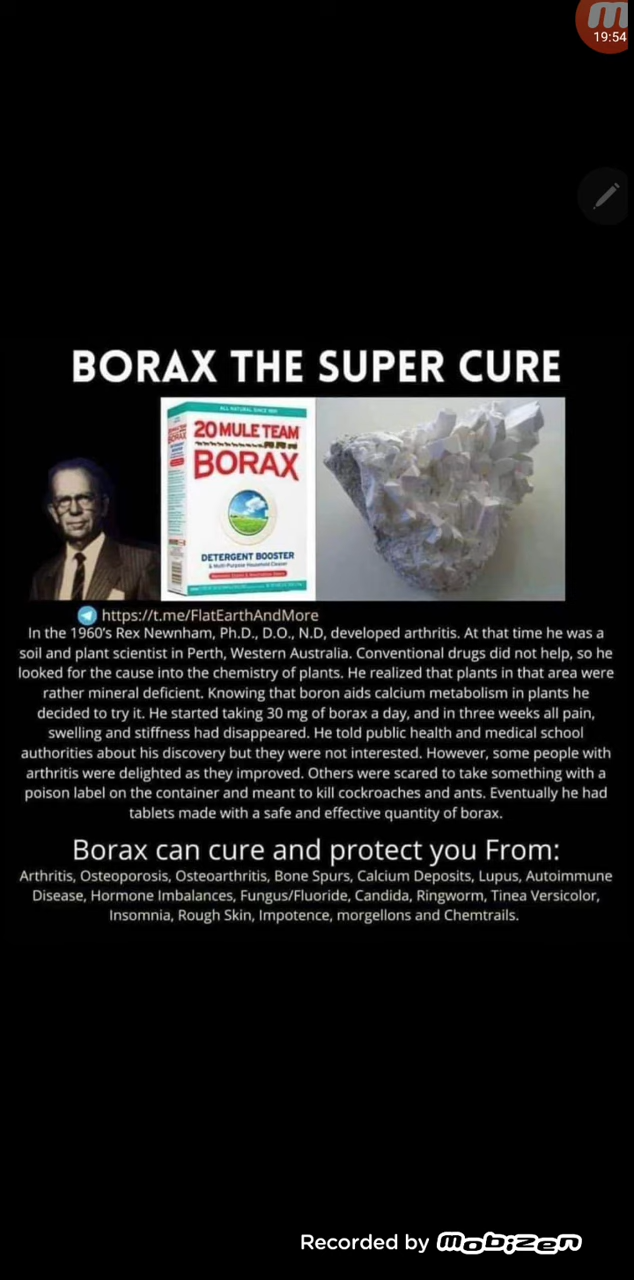 19:54
BORAX THE SUPER CURE
ALL NATURAL SINCE 1891
20 MULE TEAM
BORAX
DETERGENT BOOSTER
& Multi-Purpose Household Cleaner
https://t.me/FlatEarthAndMore
In the 1960's Rex Newnham, Ph.D., D.O., N.D, developed arthritis. At that time he was a
soil and plant scientist in Perth, Western Australia. Conventional drugs did not help, so he
looked for the cause into the chemistry of plants. He realized that plants in that area were
rather mineral deficient. Knowing that boron aids calcium metabolism in plants he
decided to try it. He started taking 30 mg of borax a day, and in three weeks all pain,
swelling and stiffness had disappeared. He told public health and medical school
authorities about his discovery but they were not interested. However, some people with
arthritis were delighted as they improved. Others were scared to take something with a
poison label on the container and meant to kill cockroaches and ants. Eventually he had
tablets made with a safe and effective quantity of borax.
Borax can cure and protect you From:
Arthritis, Osteoporosis, Osteoarthritis, Bone Spurs, Calcium Deposits, Lupus, Autoimmune
Disease, Hormone Imbalances, Fungus/Fluoride, Candida, Ringworm, Tinea Versicolor,
Insomnia, Rough Skin, Impotence, morgellons and Chemtrails.
Recorded by mobizen